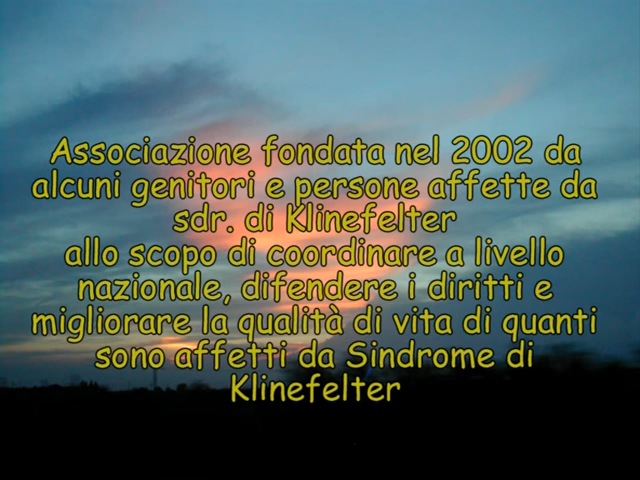 Associazione fondata nel 2002 da
alcuni genitori e persone affette da
sdr. di Klinefelter
allo scopo di coordinare a livello
nazionale, difendere i diritti e
migliorare la qualità di vita di quanti
sono affetti da Sindrome di
Klinefelter